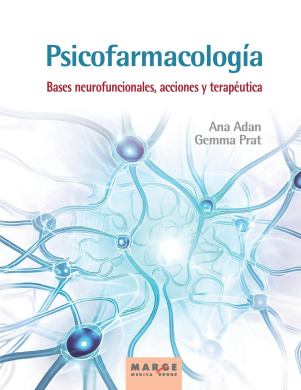 Psicofarmacología
Bases neurofuncionales, acciones y terapéutica
Ana Adan
Gemma Prat
MARGE
MEDICA BOOKS